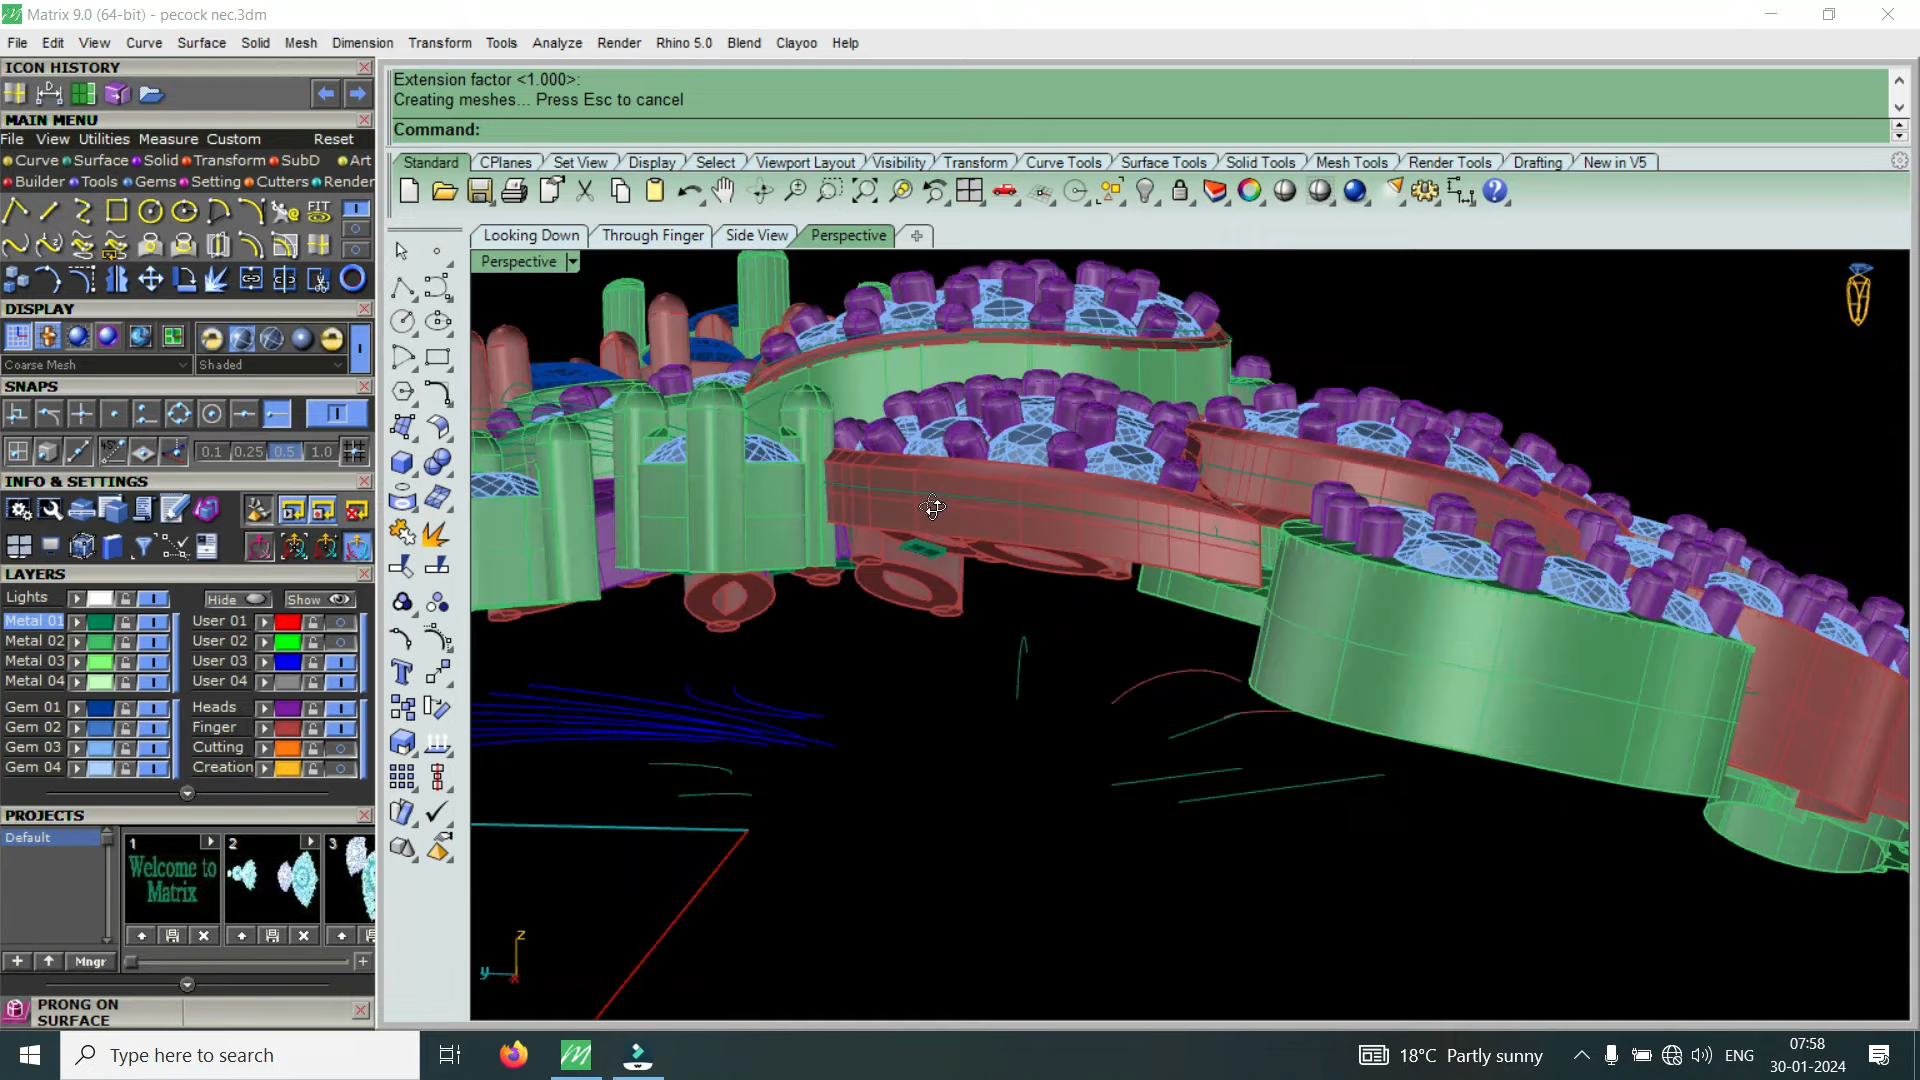 Matrix 9.0 (64-bit) - pecock nec.3dm
File Edit View Curve Surface Solid Mesh Dimension Transform Tools Analyze Render Rhino 5.0 Blend Clayoo Help
ICON HISTORY
Extension factor <1.000>:
Creating meshes... Press Esc to cancel
Command:
MAIN MENU
File View Utilities Measure Custom Reset
Curve Surface Solid Transform SubD Art
Builder Tools Gems Setting Cutters Render
Standard CPlanes Set View Display Select Viewport Layout Visibility Transform Curve Tools Surface Tools Solid Tools Mesh Tools Render Tools Drafting New in V5
FIT
Looking Down Through Finger Side View Perspective
Perspective
DISPLAY
Coarse Mesh Shaded
SNAPS
45°
0.1 0.25 0.5 1.0
INFO & SETTINGS
LAYERS
Lights Hide Show
Metal 01 User 01
Metal 02 User 02
Metal 03 User 03
Metal 04 User 04
Gem 01 Heads
Gem 02 Finger
Gem 03 Cutting
Gem 04 Creation
PROJECTS
Default
1 2 3
Welcome to
Matrix
Mngr
PRONG ON
SURFACE
z
y
x
Type here to search
18°C Partly sunny
ENG
07:58
30-01-2024